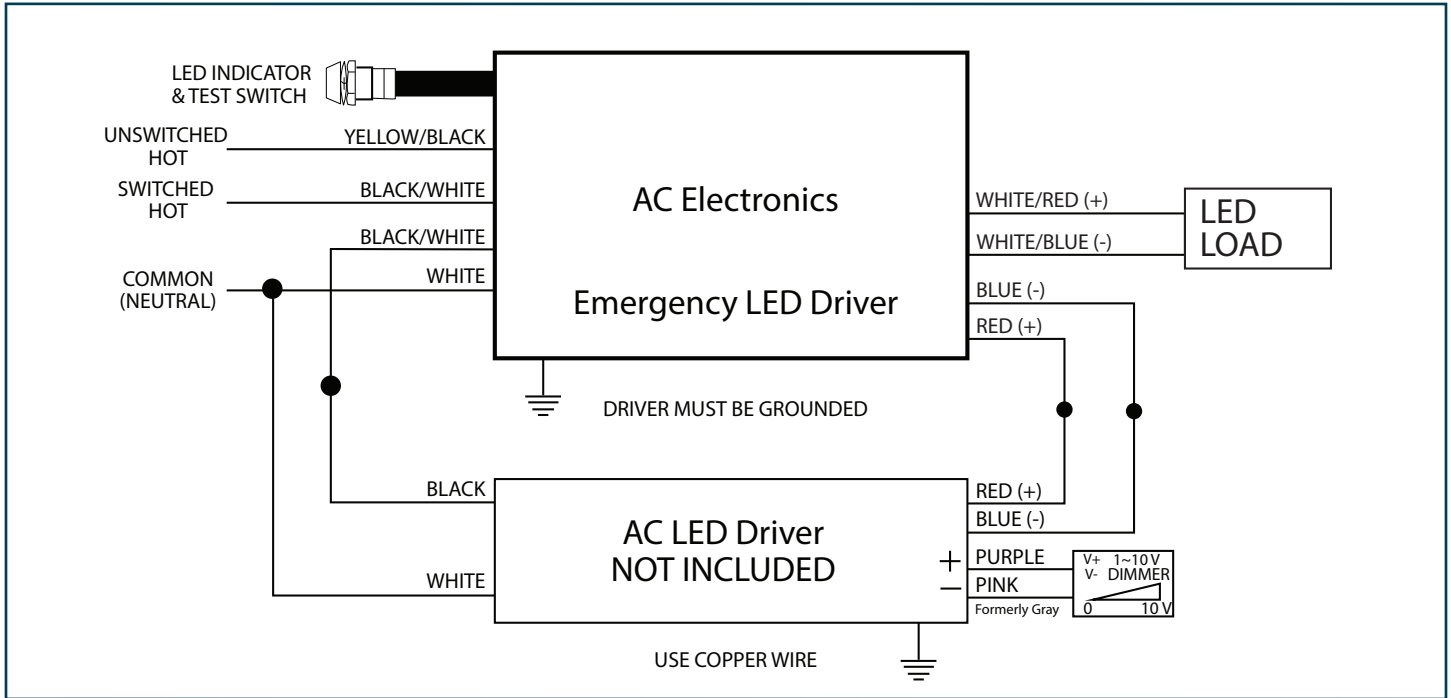 LED INDICATOR
& TEST SWITCH
UNSWITCHED
HOT
YELLOW/BLACK
SWITCHED
HOT
BLACK/WHITE
BLACK/WHITE
COMMON
(NEUTRAL)
WHITE
AC Electronics
Emergency LED Driver
WHITE/RED (+)
WHITE/BLUE (-)
LED
LOAD
BLUE (-)
RED (+)
DRIVER MUST BE GROUNDED
BLACK
WHITE
AC LED Driver
NOT INCLUDED
RED (+)
BLUE (-)
+ PURPLE
− PINK
Formerly Gray
V+ 1~10 V
V- DIMMER
0 10 V
USE COPPER WIRE